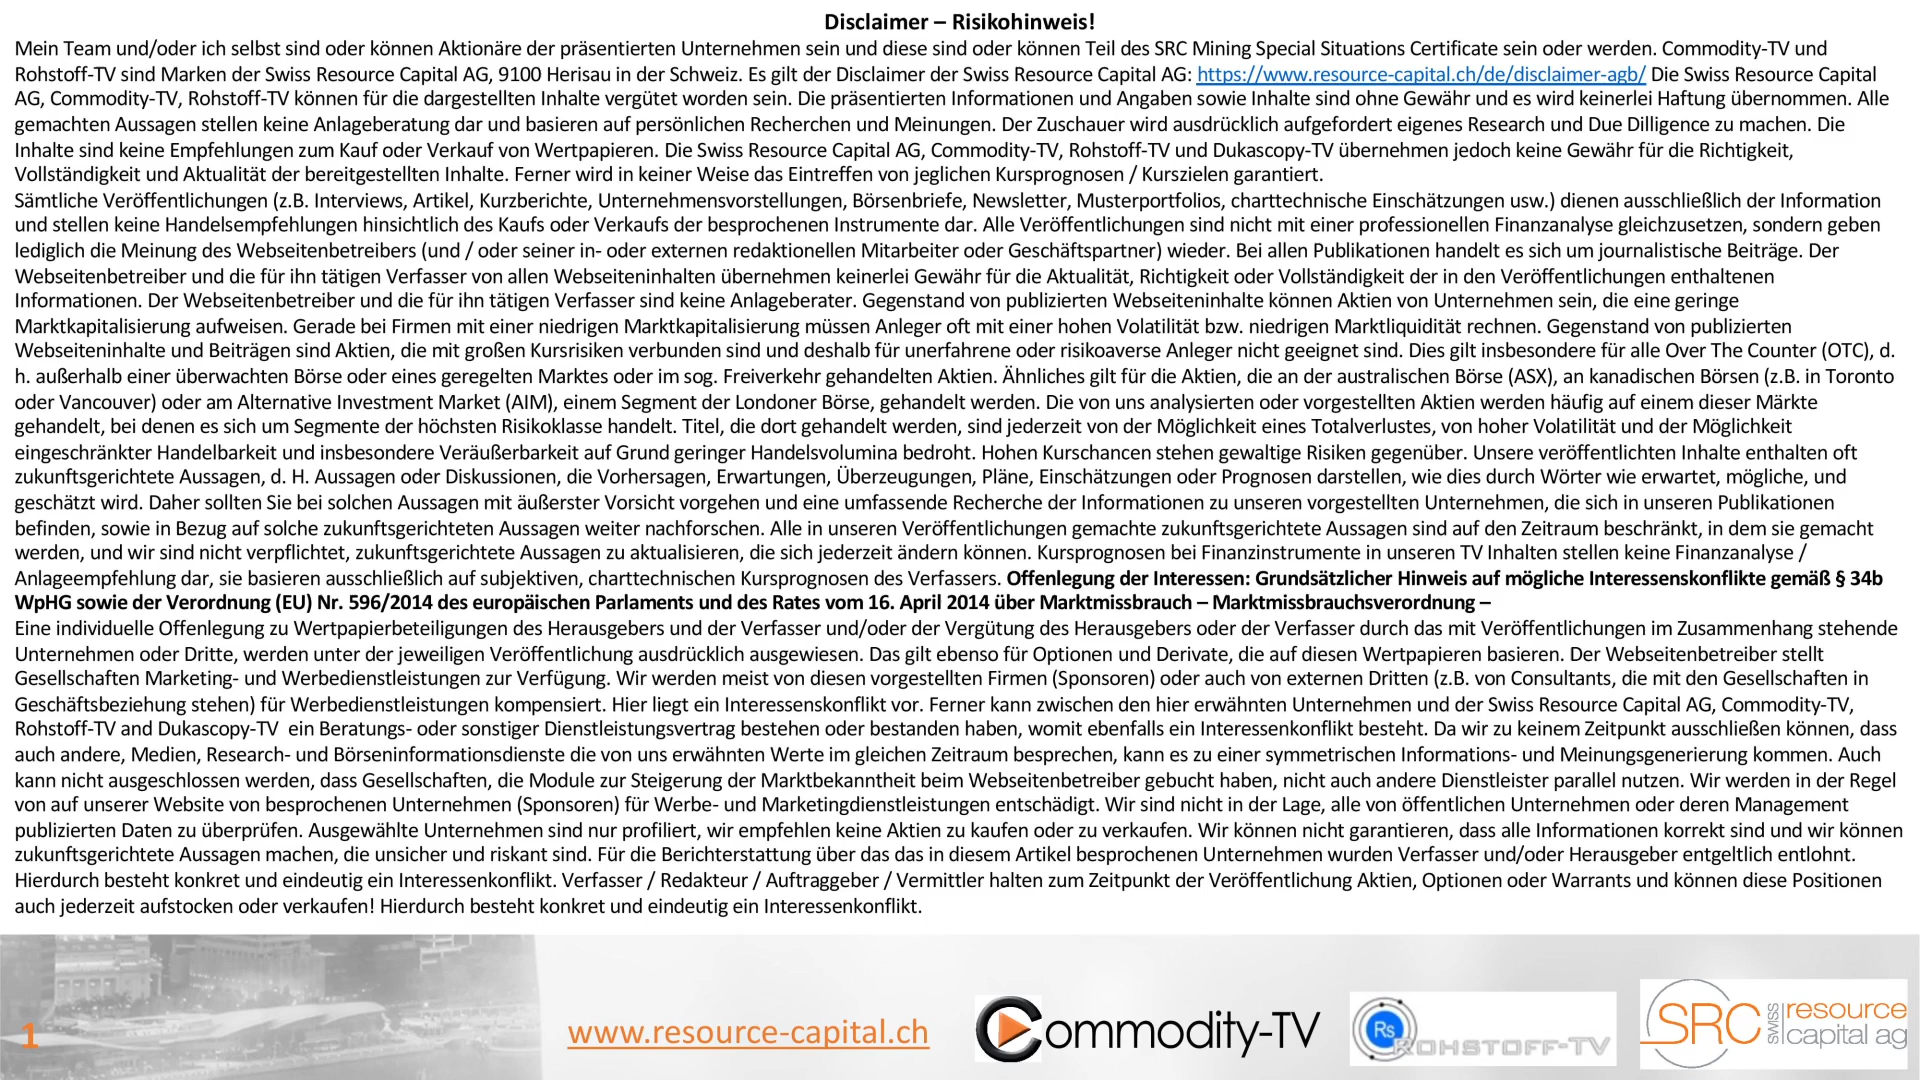 Disclaimer – Risikohinweis!
Mein Team und/oder ich selbst sind oder können Aktionäre der präsentierten Unternehmen sein und diese sind oder können Teil des SRC Mining Special Situations Certificate sein oder werden. Commodity-TV und
Rohstoff-TV sind Marken der Swiss Resource Capital AG, 9100 Herisau in der Schweiz. Es gilt der Disclaimer der Swiss Resource Capital AG: https://www.resource-capital.ch/de/disclaimer-agb/ Die Swiss Resource Capital
AG, Commodity-TV, Rohstoff-TV können für die dargestellten Inhalte vergütet worden sein. Die präsentierten Informationen und Angaben sowie Inhalte sind ohne Gewähr und es wird keinerlei Haftung übernommen. Alle
gemachten Aussagen stellen keine Anlageberatung dar und basieren auf persönlichen Recherchen und Meinungen. Der Zuschauer wird ausdrücklich aufgefordert eigenes Research und Due Dilligence zu machen. Die
Inhalte sind keine Empfehlungen zum Kauf oder Verkauf von Wertpapieren. Die Swiss Resource Capital AG, Commodity-TV, Rohstoff-TV und Dukascopy-TV übernehmen jedoch keine Gewähr für die Richtigkeit,
Vollständigkeit und Aktualität der bereitgestellten Inhalte. Ferner wird in keiner Weise das Eintreffen von jeglichen Kursprognosen / Kurszielen garantiert.
Sämtliche Veröffentlichungen (z.B. Interviews, Artikel, Kurzberichte, Unternehmensvorstellungen, Börsenbriefe, Newsletter, Musterportfolios, charttechnische Einschätzungen usw.) dienen ausschließlich der Information
und stellen keine Handelsempfehlungen hinsichtlich des Kaufs oder Verkaufs der besprochenen Instrumente dar. Alle Veröffentlichungen sind nicht mit einer professionellen Finanzanalyse gleichzusetzen, sondern geben
lediglich die Meinung des Webseitenbetreibers (und / oder seiner in- oder externen redaktionellen Mitarbeiter oder Geschäftspartner) wieder. Bei allen Publikationen handelt es sich um journalistische Beiträge. Der
Webseitenbetreiber und die für ihn tätigen Verfasser von allen Webseiteninhalten übernehmen keinerlei Gewähr für die Aktualität, Richtigkeit oder Vollständigkeit der in den Veröffentlichungen enthaltenen
Informationen. Der Webseitenbetreiber und die für ihn tätigen Verfasser sind keine Anlageberater. Gegenstand von publizierten Webseiteninhalte können Aktien von Unternehmen sein, die eine geringe
Marktkapitalisierung aufweisen. Gerade bei Firmen mit einer niedrigen Marktkapitalisierung müssen Anleger oft mit einer hohen Volatilität bzw. niedrigen Marktliquidität rechnen. Gegenstand von publizierten
Webseiteninhalte und Beiträgen sind Aktien, die mit großen Kursrisiken verbunden sind und deshalb für unerfahrene oder risikoaverse Anleger nicht geeignet sind. Dies gilt insbesondere für alle Over The Counter (OTC), d.
h. außerhalb einer überwachten Börse oder eines geregelten Marktes oder im sog. Freiverkehr gehandelten Aktien. Ähnliches gilt für die Aktien, die an der australischen Börse (ASX), an kanadischen Börsen (z.B. in Toronto
oder Vancouver) oder am Alternative Investment Market (AIM), einem Segment der Londoner Börse, gehandelt werden. Die von uns analysierten oder vorgestellten Aktien werden häufig auf einem dieser Märkte
gehandelt, bei denen es sich um Segmente der höchsten Risikoklasse handelt. Titel, die dort gehandelt werden, sind jederzeit von der Möglichkeit eines Totalverlustes, von hoher Volatilität und der Möglichkeit
eingeschränkter Handelbarkeit und insbesondere Veräußerbarkeit auf Grund geringer Handelsvolumina bedroht. Hohen Kurschancen stehen gewaltige Risiken gegenüber. Unsere veröffentlichten Inhalte enthalten oft
zukunftsgerichtete Aussagen, d. H. Aussagen oder Diskussionen, die Vorhersagen, Erwartungen, Überzeugungen, Pläne, Einschätzungen oder Prognosen darstellen, wie dies durch Wörter wie erwartet, mögliche, und
geschätzt wird. Daher sollten Sie bei solchen Aussagen mit äußerster Vorsicht vorgehen und eine umfassende Recherche der Informationen zu unseren vorgestellten Unternehmen, die sich in unseren Publikationen
befinden, sowie in Bezug auf solche zukunftsgerichteten Aussagen weiter nachforschen. Alle in unseren Veröffentlichungen gemachte zukunftsgerichtete Aussagen sind auf den Zeitraum beschränkt, in dem sie gemacht
werden, und wir sind nicht verpflichtet, zukunftsgerichtete Aussagen zu aktualisieren, die sich jederzeit ändern können. Kursprognosen bei Finanzinstrumente in unseren TV Inhalten stellen keine Finanzanalyse /
Anlageempfehlung dar, sie basieren ausschließlich auf subjektiven, charttechnischen Kursprognosen des Verfassers. Offenlegung der Interessen: Grundsätzlicher Hinweis auf mögliche Interessenskonflikte gemäß § 34b
WpHG sowie der Verordnung (EU) Nr. 596/2014 des europäischen Parlaments und des Rates vom 16. April 2014 über Marktmissbrauch – Marktmissbrauchsverordnung –
Eine individuelle Offenlegung zu Wertpapierbeteiligungen des Herausgebers und der Verfasser und/oder der Vergütung des Herausgebers oder der Verfasser durch das mit Veröffentlichungen im Zusammenhang stehende
Unternehmen oder Dritte, werden unter der jeweiligen Veröffentlichung ausdrücklich ausgewiesen. Das gilt ebenso für Optionen und Derivate, die auf diesen Wertpapieren basieren. Der Webseitenbetreiber stellt
Gesellschaften Marketing- und Werbedienstleistungen zur Verfügung. Wir werden meist von diesen vorgestellten Firmen (Sponsoren) oder auch von externen Dritten (z.B. von Consultants, die mit den Gesellschaften in
Geschäftsbeziehung stehen) für Werbedienstleistungen kompensiert. Hier liegt ein Interessenskonflikt vor. Ferner kann zwischen den hier erwähnten Unternehmen und der Swiss Resource Capital AG, Commodity-TV,
Rohstoff-TV and Dukascopy-TV ein Beratungs- oder sonstiger Dienstleistungsvertrag bestehen oder bestanden haben, womit ebenfalls ein Interessenkonflikt besteht. Da wir zu keinem Zeitpunkt ausschließen können, dass
auch andere, Medien, Research- und Börseninformationsdienste die von uns erwähnten Werte im gleichen Zeitraum besprechen, kann es zu einer symmetrischen Informations- und Meinungsgenerierung kommen. Auch
kann nicht ausgeschlossen werden, dass Gesellschaften, die Module zur Steigerung der Marktbekanntheit beim Webseitenbetreiber gebucht haben, nicht auch andere Dienstleister parallel nutzen. Wir werden in der Regel
von auf unserer Website von besprochenen Unternehmen (Sponsoren) für Werbe- und Marketingdienstleistungen entschädigt. Wir sind nicht in der Lage, alle von öffentlichen Unternehmen oder deren Management
publizierten Daten zu überprüfen. Ausgewählte Unternehmen sind nur profiliert, wir empfehlen keine Aktien zu kaufen oder zu verkaufen. Wir können nicht garantieren, dass alle Informationen korrekt sind und wir können
zukunftsgerichtete Aussagen machen, die unsicher und riskant sind. Für die Berichterstattung über das das in diesem Artikel besprochenen Unternehmen wurden Verfasser und/oder Herausgeber entgeltlich entlohnt.
Hierdurch besteht konkret und eindeutig ein Interessenkonflikt. Verfasser / Redakteur / Auftraggeber / Vermittler halten zum Zeitpunkt der Veröffentlichung Aktien, Optionen oder Warrants und können diese Positionen
auch jederzeit aufstocken oder verkaufen! Hierdurch besteht konkret und eindeutig ein Interessenkonflikt.
1
www.resource-capital.ch
Commodity-TV
Rs ROHSTOFF-TV
SRC SWISS resource capital ag